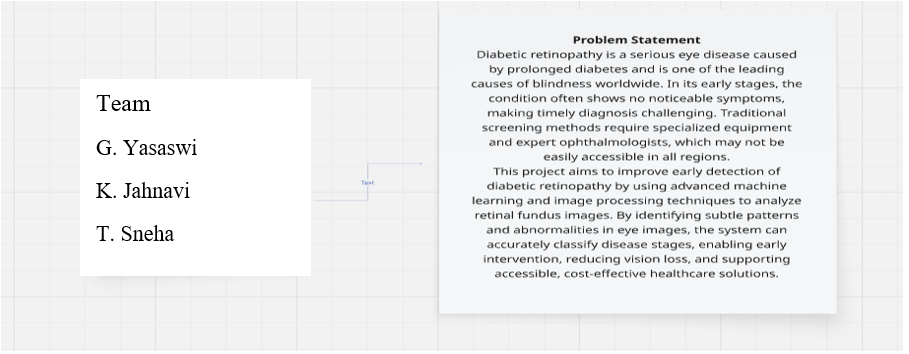 Team
G. Yasaswi
K. Jahnavi
T. Sneha
Text
Problem Statement
Diabetic retinopathy is a serious eye disease caused
by prolonged diabetes and is one of the leading
causes of blindness worldwide. In its early stages, the
condition often shows no noticeable symptoms,
making timely diagnosis challenging. Traditional
screening methods require specialized equipment
and expert ophthalmologists, which may not be
easily accessible in all regions.
This project aims to improve early detection of
diabetic retinopathy by using advanced machine
learning and image processing techniques to analyze
retinal fundus images. By identifying subtle patterns
and abnormalities in eye images, the system can
accurately classify disease stages, enabling early
intervention, reducing vision loss, and supporting
accessible, cost-effective healthcare solutions.